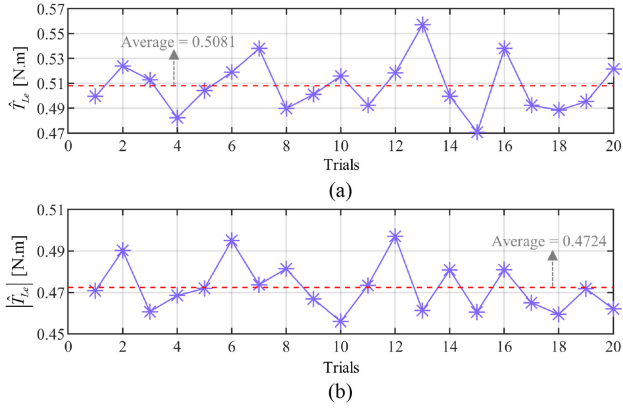 0.57
0.55
0.53
0.51
0.49
0.47
T̂_Le [N.m]
Average = 0.5081
0 2 4 6 8 10 12 14 16 18 20
Trials
(a)
0.51
0.49
0.47
0.45
|T̂_Le| [N.m]
Average = 0.4724
0 2 4 6 8 10 12 14 16 18 20
Trials
(b)